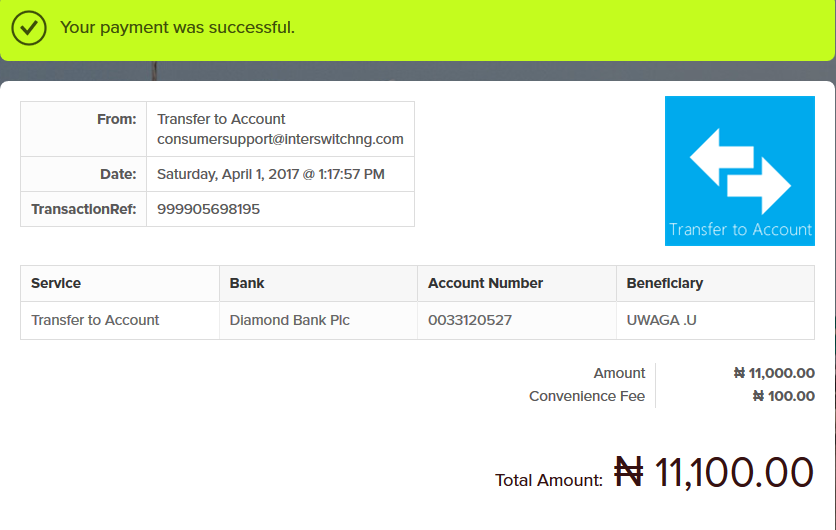 Your payment was successful.
From: Transfer to Account
consumersupport@interswitchng.com
Date: Saturday, April 1, 2017 @ 1:17:57 PM
TransactionRef: 999905698195
Transfer to Account
Service Bank Account Number Beneficiary
Transfer to Account Diamond Bank Plc 0033120527 UWAGA .U
Amount ₦ 11,000.00
Convenience Fee ₦ 100.00
Total Amount: ₦ 11,100.00